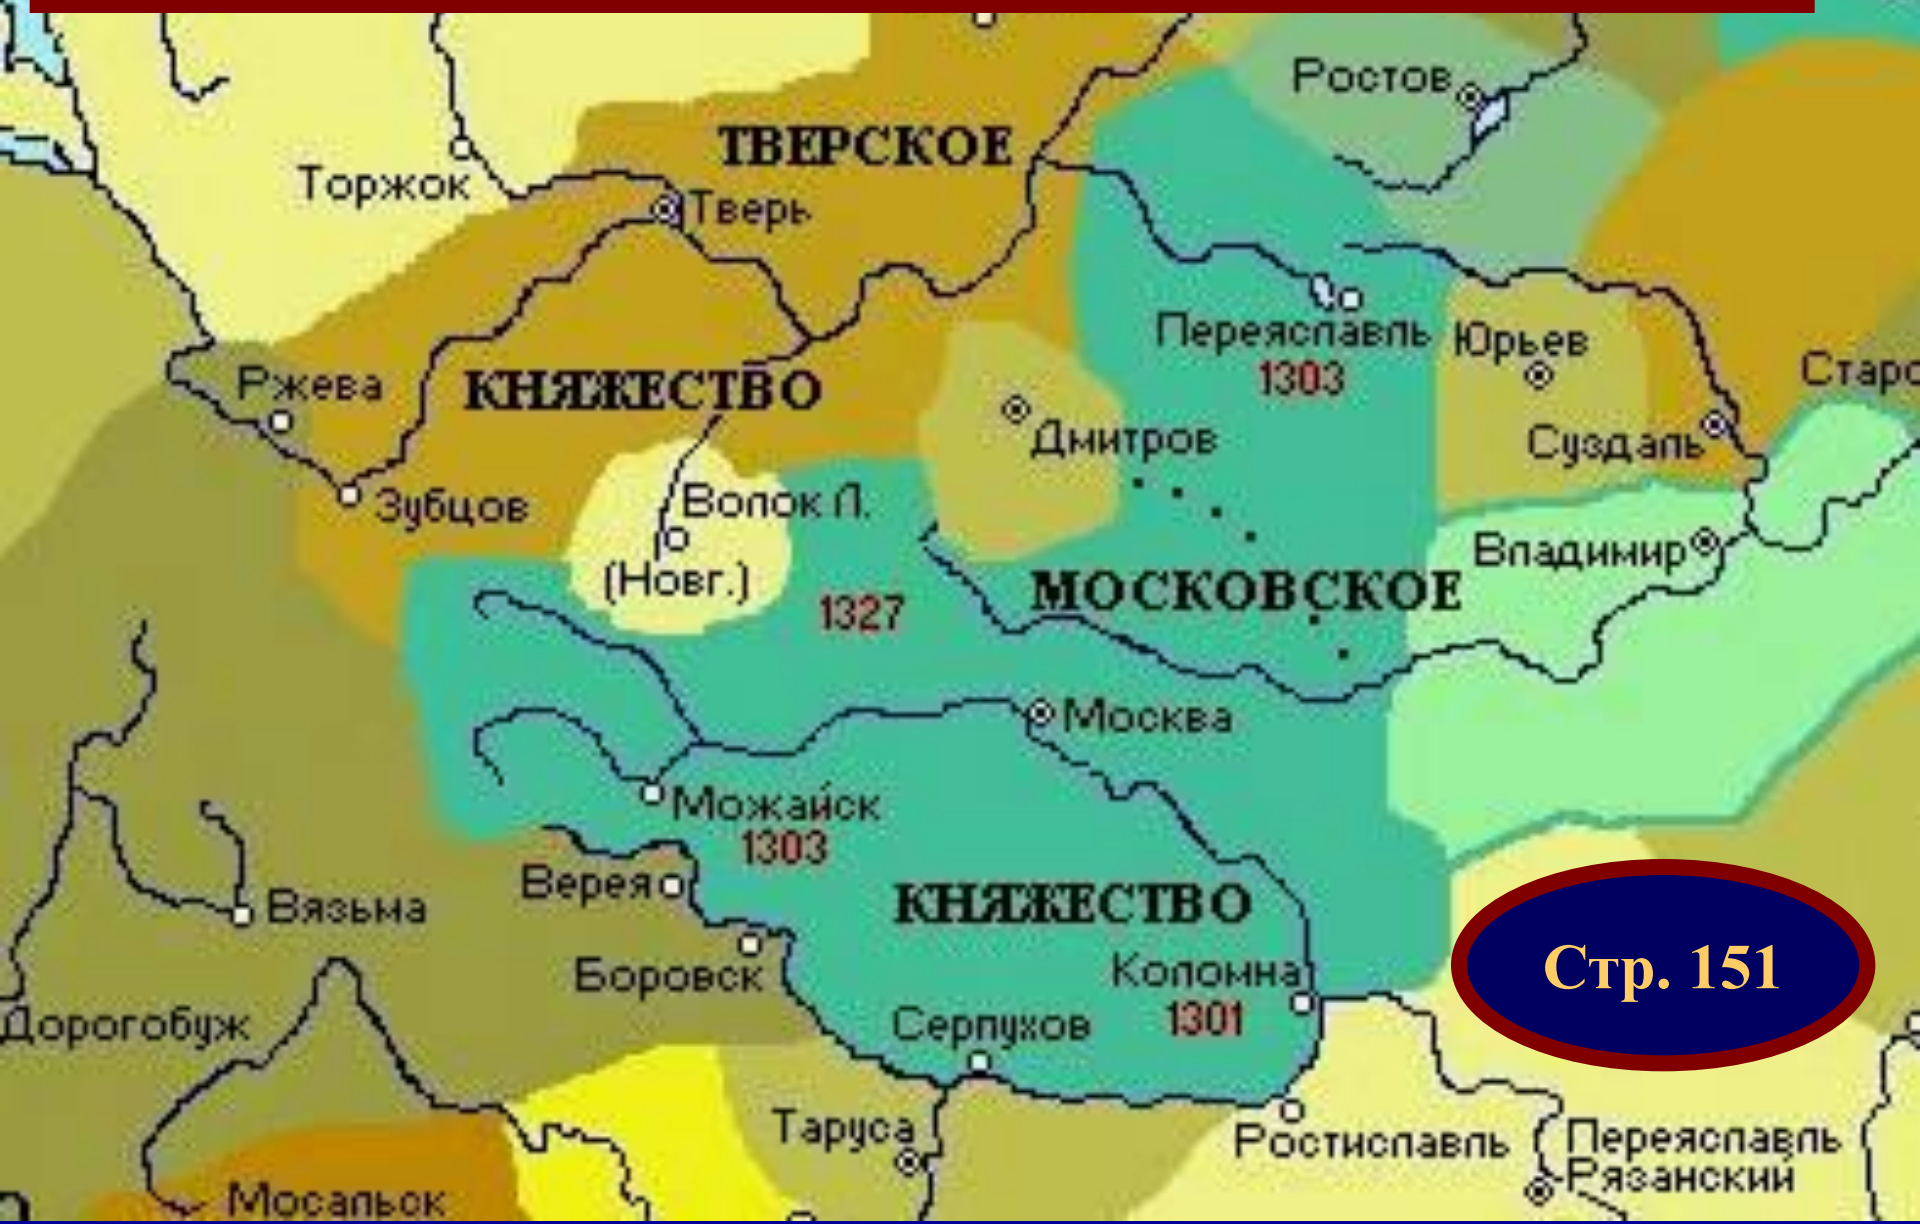 Ростов
ТВЕРСКОЕ
Торжок
Тверь
Переяславль
1303
Юрьев
Ржева
КНЯЖЕСТВО
Дмитров
Суздаль
Зубцов
Волок Л.
(Новг.)
Владимир
МОСКОВСКОЕ
1327
Москва
Можайск
1303
Верея
КНЯЖЕСТВО
Вязьма
Стр. 151
Боровск
Коломна
1301
Дорогобуж
Серпухов
Таруса
Ростиславль
Переяславль
Рязанский
Мосальск